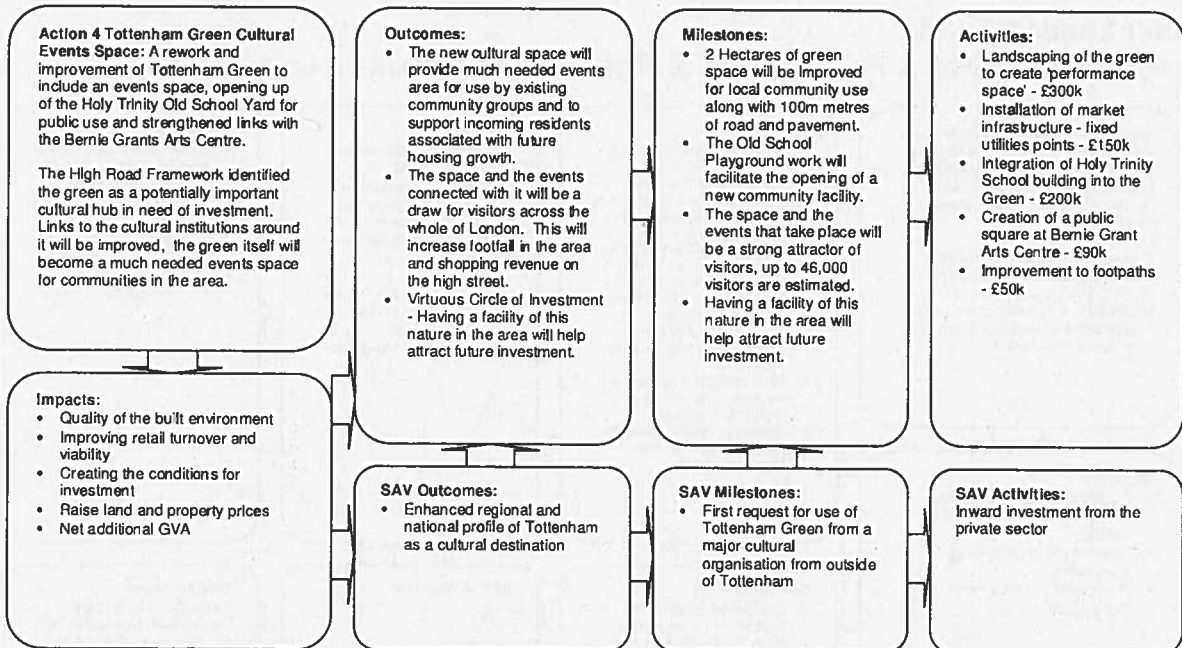 Action 4 Tottenham Green Cultural
Events Space: A rework and
improvement of Tottenham Green to
include an events space, opening up
of the Holy Trinity Old School Yard for
public use and strengthened links with
the Bernie Grants Arts Centre.
The High Road Framework identified
the green as a potentially important
cultural hub in need of investment.
Links to the cultural institutions around
it will be improved, the green itself will
become a much needed events space
for communities in the area.
Outcomes:
• The new cultural space will
provide much needed events
area for use by existing
community groups and to
support incoming residents
associated with future
housing growth.
• The space and the events
connected with it will be a
draw for visitors across the
whole of London. This will
increase footfall in the area
and shopping revenue on
the high street.
• Virtuous Circle of Investment
- Having a facility of this
nature in the area will help
attract future investment.
Milestones:
• 2 Hectares of green
space will be Improved
for local community use
along with 100m metres
of road and pavement.
• The Old School
Playground work will
facilitate the opening of a
new community facility.
• The space and the
events that take place will
be a strong attractor of
visitors, up to 46,000
visitors are estimated.
• Having a facility of this
nature in the area will
help attract future
investment.
Activities:
• Landscaping of the green
to create 'performance
space' - £300k
• Installation of market
infrastructure - fixed
utilities points - £150k
• Integration of Holy Trinity
School building into the
Green - £200k
• Creation of a public
square at Bernie Grant
Arts Centre - £90k
• Improvement to footpaths
- £50k
Impacts:
• Quality of the built environment
• Improving retail turnover and
viability
• Creating the conditions for
investment
• Raise land and property prices
• Net additional GVA
SAV Outcomes:
• Enhanced regional and
national profile of Tottenham
as a cultural destination
SAV Milestones:
• First request for use of
Tottenham Green from a
major cultural
organisation from outside
of Tottenham
SAV Activities:
Inward investment from the
private sector